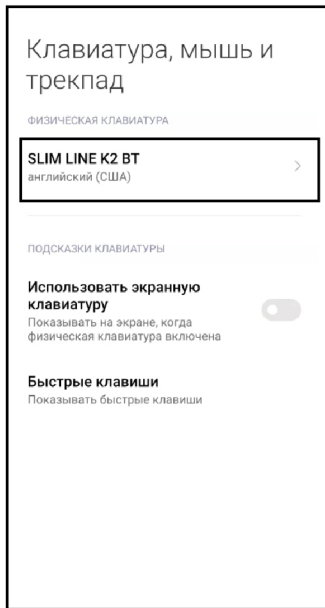 Клавиатура, мышь и
трекпад
ФИЗИЧЕСКАЯ КЛАВИАТУРА
SLIM LINE K2 BT
английский (США)
ПОДСКАЗКИ КЛАВИАТУРЫ
Использовать экранную
клавиатуру
Показывать на экране, когда
физическая клавиатура включена
Быстрые клавиши
Показывать быстрые клавиши